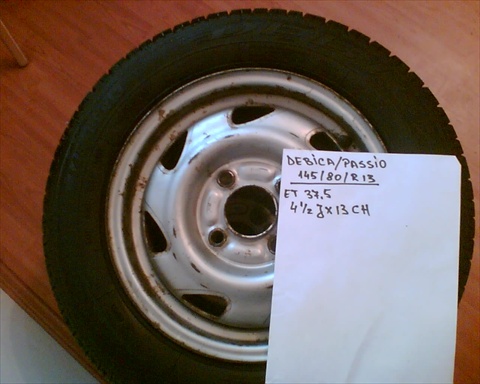 DEBICA/PASSIO
145/80/R13
ET 37,5
4½ J X 13 CH